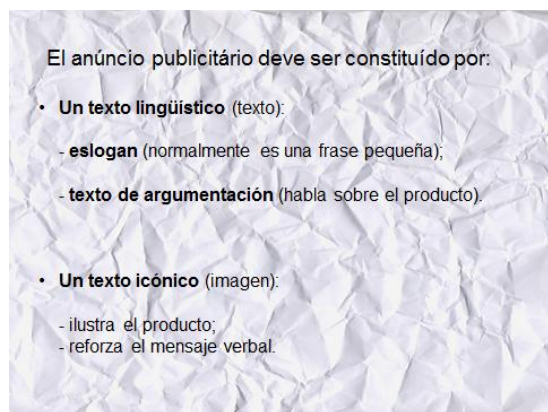 El anúncio publicitário deve ser constituído por:
• Un texto lingüístico (texto):
- eslogan (normalmente es una frase pequeña);
- texto de argumentación (habla sobre el producto).
• Un texto icónico (imagen):
- ilustra el producto;
- reforza el mensaje verbal.